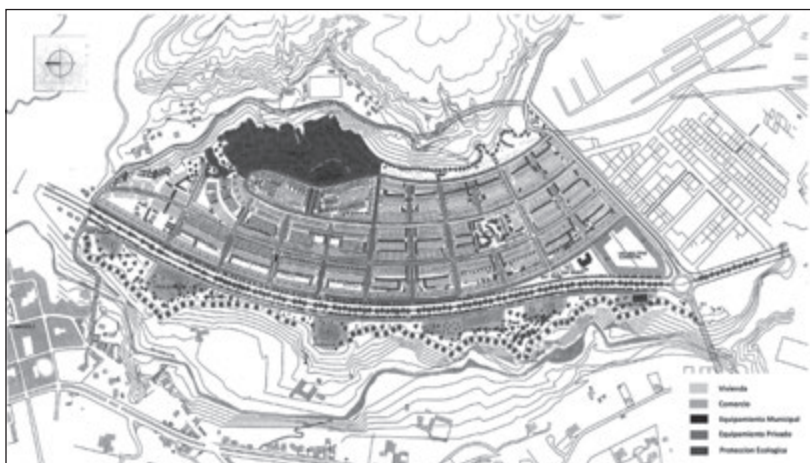 Vivienda
Comercio
Equipamiento Municipal
Equipamiento Privado
Proteccion Ecologica